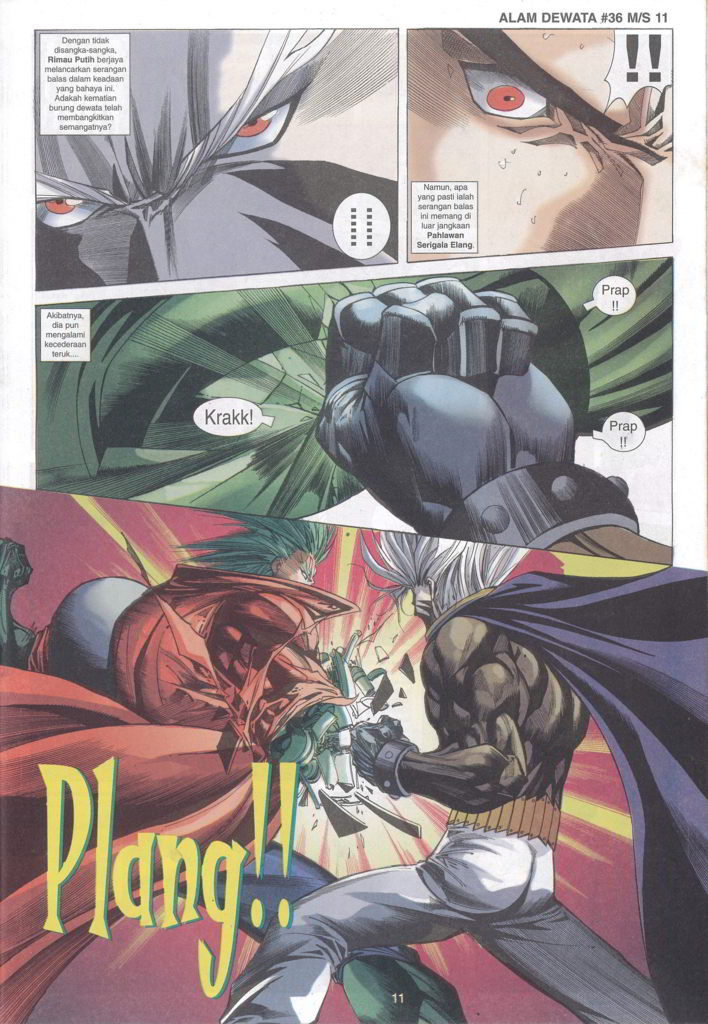 ALAM DEWATA #36 M/S 11
Dengan tidak
disangka-sangka,
Rimau Putih berjaya
melancarkan serangan
balas dalam keadaan
yang bahaya ini.
Adakah kematian
burung dewata telah
membangkitkan
semangatnya?
!!!
!!
Namun, apa
yang pasti ialah
serangan balas
ini memang di
luar jangkaan
Pahlawan
Serigala Elang.
Akibatnya,
dia pun
mengalami
kecederaan
teruk....
Krakk!
Prap
!!
Prap
!!
Plang!!
11